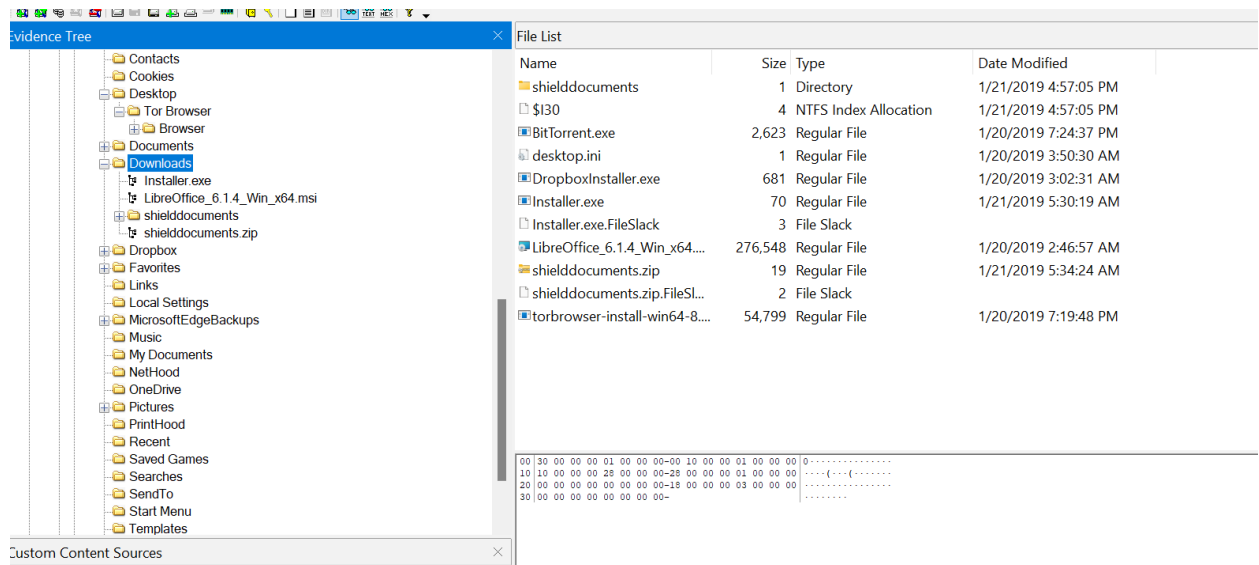 TEXT HEX
Evidence Tree
Contacts
Cookies
Desktop
Tor Browser
Browser
Documents
Downloads
Installer.exe
LibreOffice_6.1.4_Win_x64.msi
shielddocuments
shielddocuments.zip
Dropbox
Favorites
Links
Local Settings
MicrosoftEdgeBackups
Music
My Documents
NetHood
OneDrive
Pictures
PrintHood
Recent
Saved Games
Searches
SendTo
Start Menu
Templates
Custom Content Sources
File List
Name Size Type Date Modified
shielddocuments 1 Directory 1/21/2019 4:57:05 PM
$I30 4 NTFS Index Allocation 1/21/2019 4:57:05 PM
BitTorrent.exe 2,623 Regular File 1/20/2019 7:24:37 PM
desktop.ini 1 Regular File 1/20/2019 3:50:30 AM
DropboxInstaller.exe 681 Regular File 1/20/2019 3:02:31 AM
Installer.exe 70 Regular File 1/21/2019 5:30:19 AM
Installer.exe.FileSlack 3 File Slack
LibreOffice_6.1.4_Win_x64.... 276,548 Regular File 1/20/2019 2:46:57 AM
shielddocuments.zip 19 Regular File 1/21/2019 5:34:24 AM
shielddocuments.zip.FileSl... 2 File Slack
torbrowser-install-win64-8.... 54,799 Regular File 1/20/2019 7:19:48 PM
00 30 00 00 00 01 00 00 00-00 10 00 00 01 00 00 00 0···············
10 10 00 00 00 28 00 00 00-28 00 00 00 01 00 00 00 ····(···(·······
20 00 00 00 00 00 00 00 00-18 00 00 00 03 00 00 00 ················
30 00 00 00 00 00 00 00 00- ········